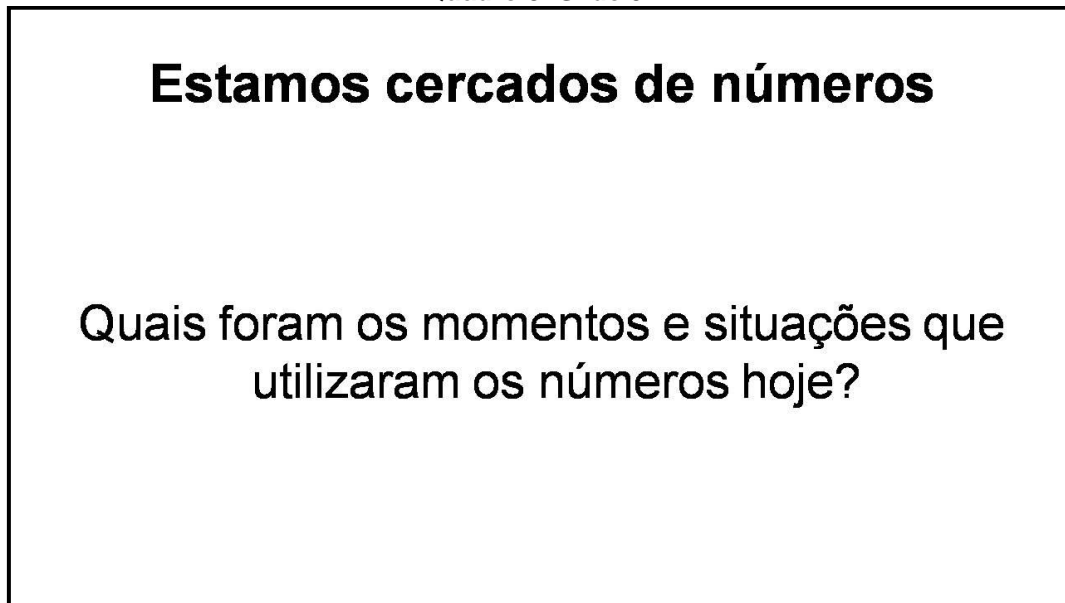 Estamos cercados de números
Quais foram os momentos e situações que
utilizaram os números hoje?